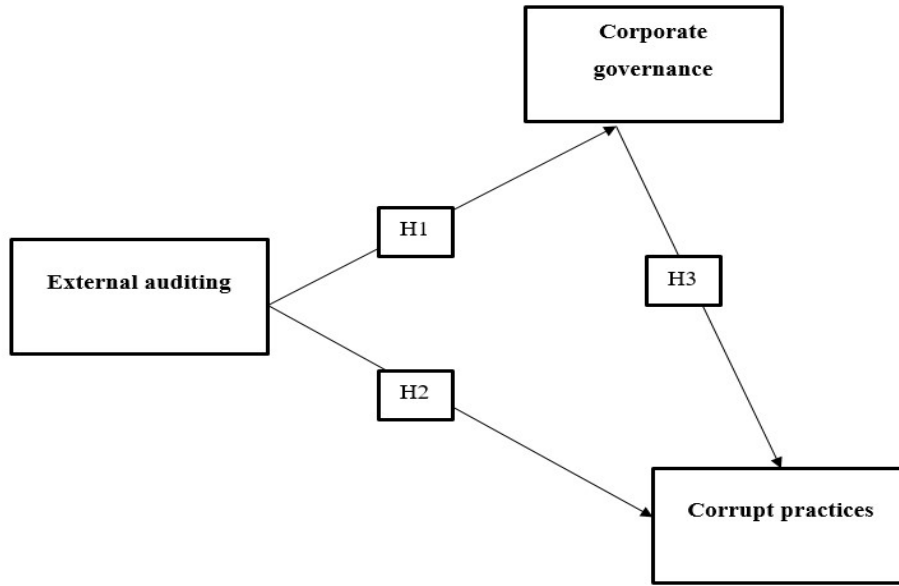 Corporate
governance
H1
External auditing
H3
H2
Corrupt practices